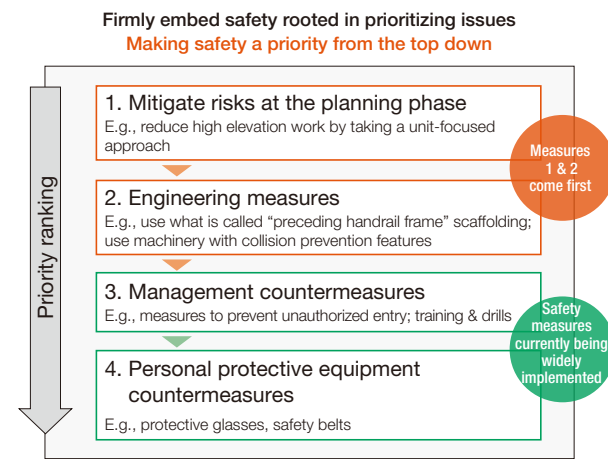 Firmly embed safety rooted in prioritizing issues
Making safety a priority from the top down
Priority ranking
1. Mitigate risks at the planning phase
E.g., reduce high elevation work by taking a unit-focused
approach
Measures
1 & 2
come first
2. Engineering measures
E.g., use what is called “preceding handrail frame” scaffolding;
use machinery with collision prevention features
3. Management countermeasures
E.g., measures to prevent unauthorized entry; training & drills
Safety
measures
currently being
widely
implemented
4. Personal protective equipment
countermeasures
E.g., protective glasses, safety belts